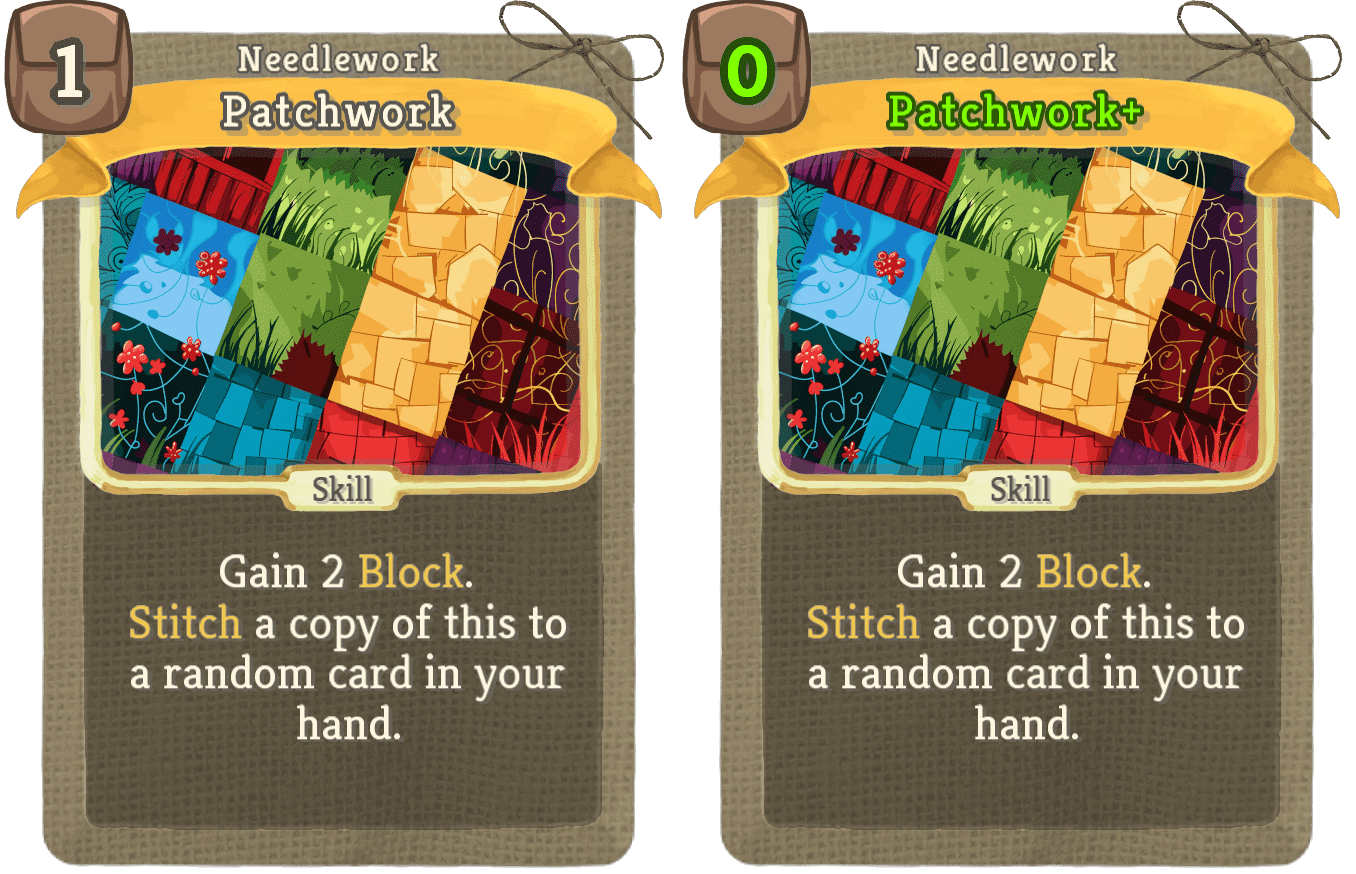 1
Needlework
Patchwork
Skill
Gain 2 Block.
Stitch a copy of this to
a random card in your
hand.
0
Needlework
Patchwork+
Skill
Gain 2 Block.
Stitch a copy of this to
a random card in your
hand.